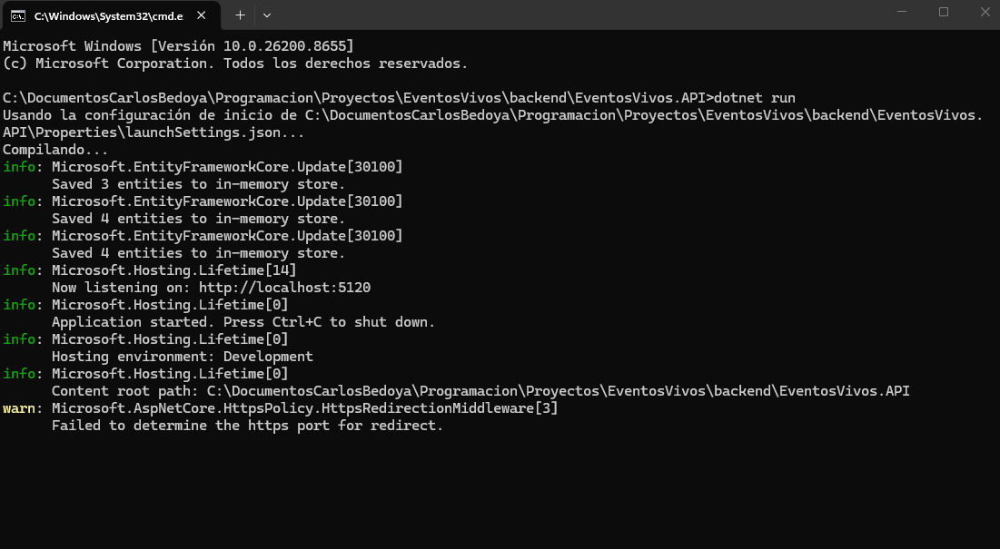 C:\Windows\System32\cmd.e
Microsoft Windows [Versión 10.0.26200.8655]
(c) Microsoft Corporation. Todos los derechos reservados.
C:\DocumentosCarlosBedoya\Programacion\Proyectos\EventosVivos\backend\EventosVivos.API>dotnet run
Usando la configuración de inicio de C:\DocumentosCarlosBedoya\Programacion\Proyectos\EventosVivos\backend\EventosVivos.
API\Properties\launchSettings.json...
Compilando...
info: Microsoft.EntityFrameworkCore.Update[30100]
      Saved 3 entities to in-memory store.
info: Microsoft.EntityFrameworkCore.Update[30100]
      Saved 4 entities to in-memory store.
info: Microsoft.EntityFrameworkCore.Update[30100]
      Saved 4 entities to in-memory store.
info: Microsoft.Hosting.Lifetime[14]
      Now listening on: http://localhost:5120
info: Microsoft.Hosting.Lifetime[0]
      Application started. Press Ctrl+C to shut down.
info: Microsoft.Hosting.Lifetime[0]
      Hosting environment: Development
info: Microsoft.Hosting.Lifetime[0]
      Content root path: C:\DocumentosCarlosBedoya\Programacion\Proyectos\EventosVivos\backend\EventosVivos.API
warn: Microsoft.AspNetCore.HttpsPolicy.HttpsRedirectionMiddleware[3]
      Failed to determine the https port for redirect.